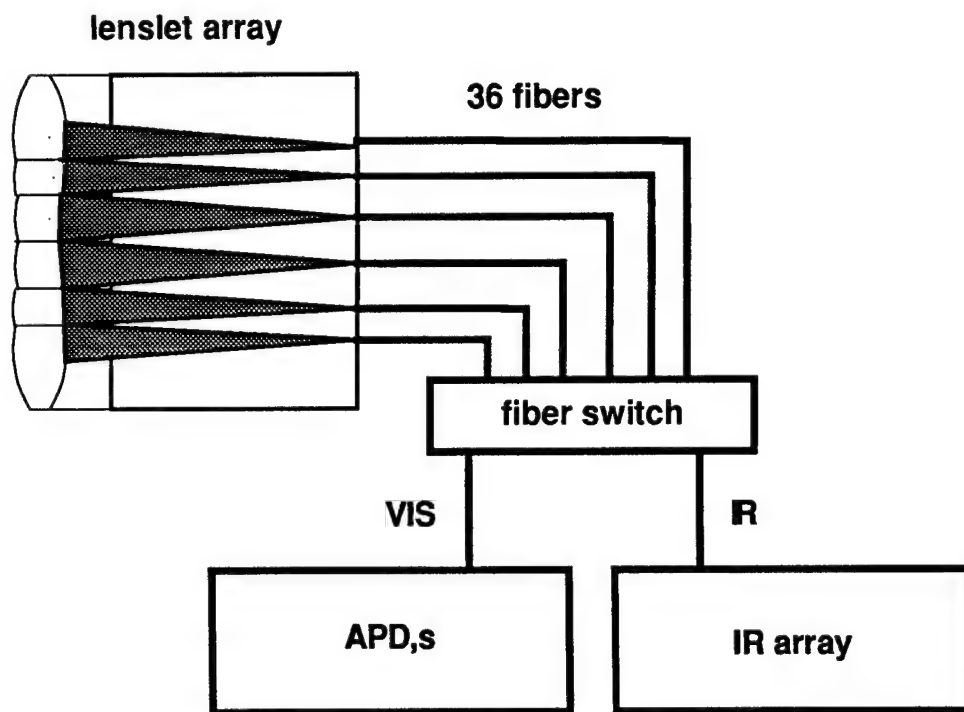 lenslet array
36 fibers
fiber switch
VIS
IR
APD,s
IR array